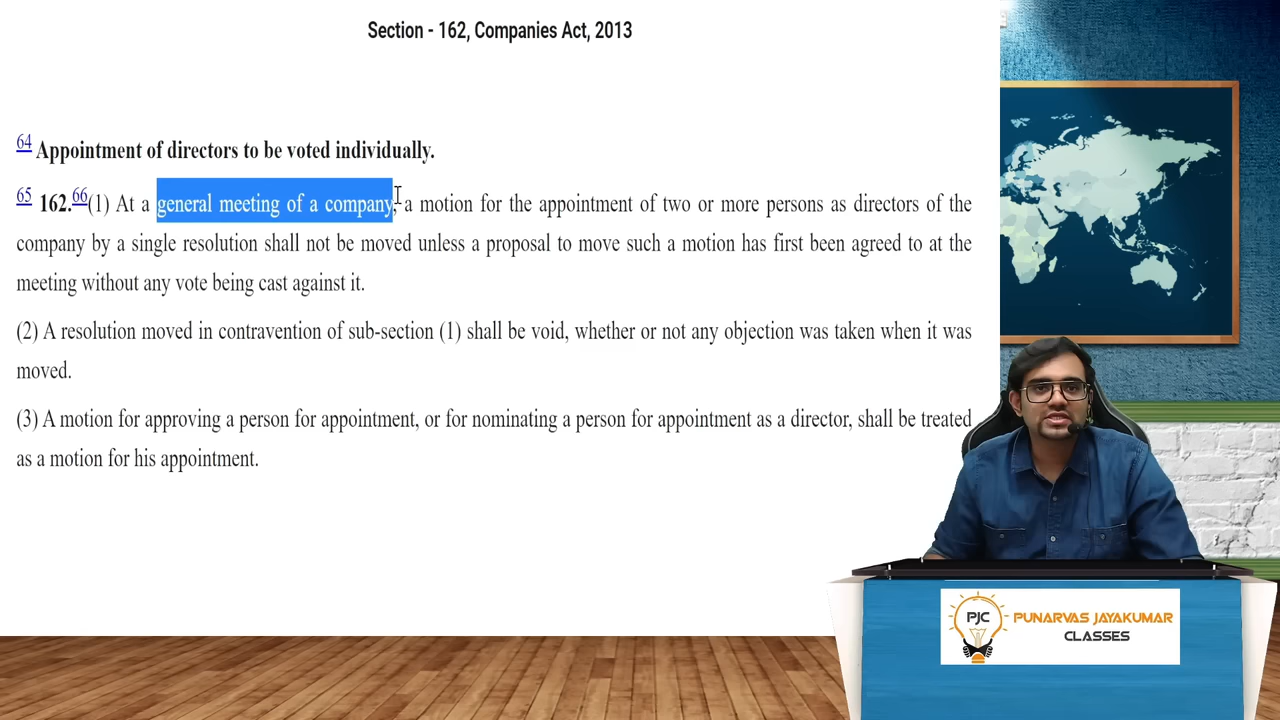 Section - 162, Companies Act, 2013
64 Appointment of directors to be voted individually.
65 162.66(1) At a general meeting of a company, a motion for the appointment of two or more persons as directors of the
company by a single resolution shall not be moved unless a proposal to move such a motion has first been agreed to at the
meeting without any vote being cast against it.
(2) A resolution moved in contravention of sub-section (1) shall be void, whether or not any objection was taken when it was
moved.
(3) A motion for approving a person for appointment, or for nominating a person for appointment as a director, shall be treated
as a motion for his appointment.
PJC
PUNARVAS JAYAKUMAR
CLASSES